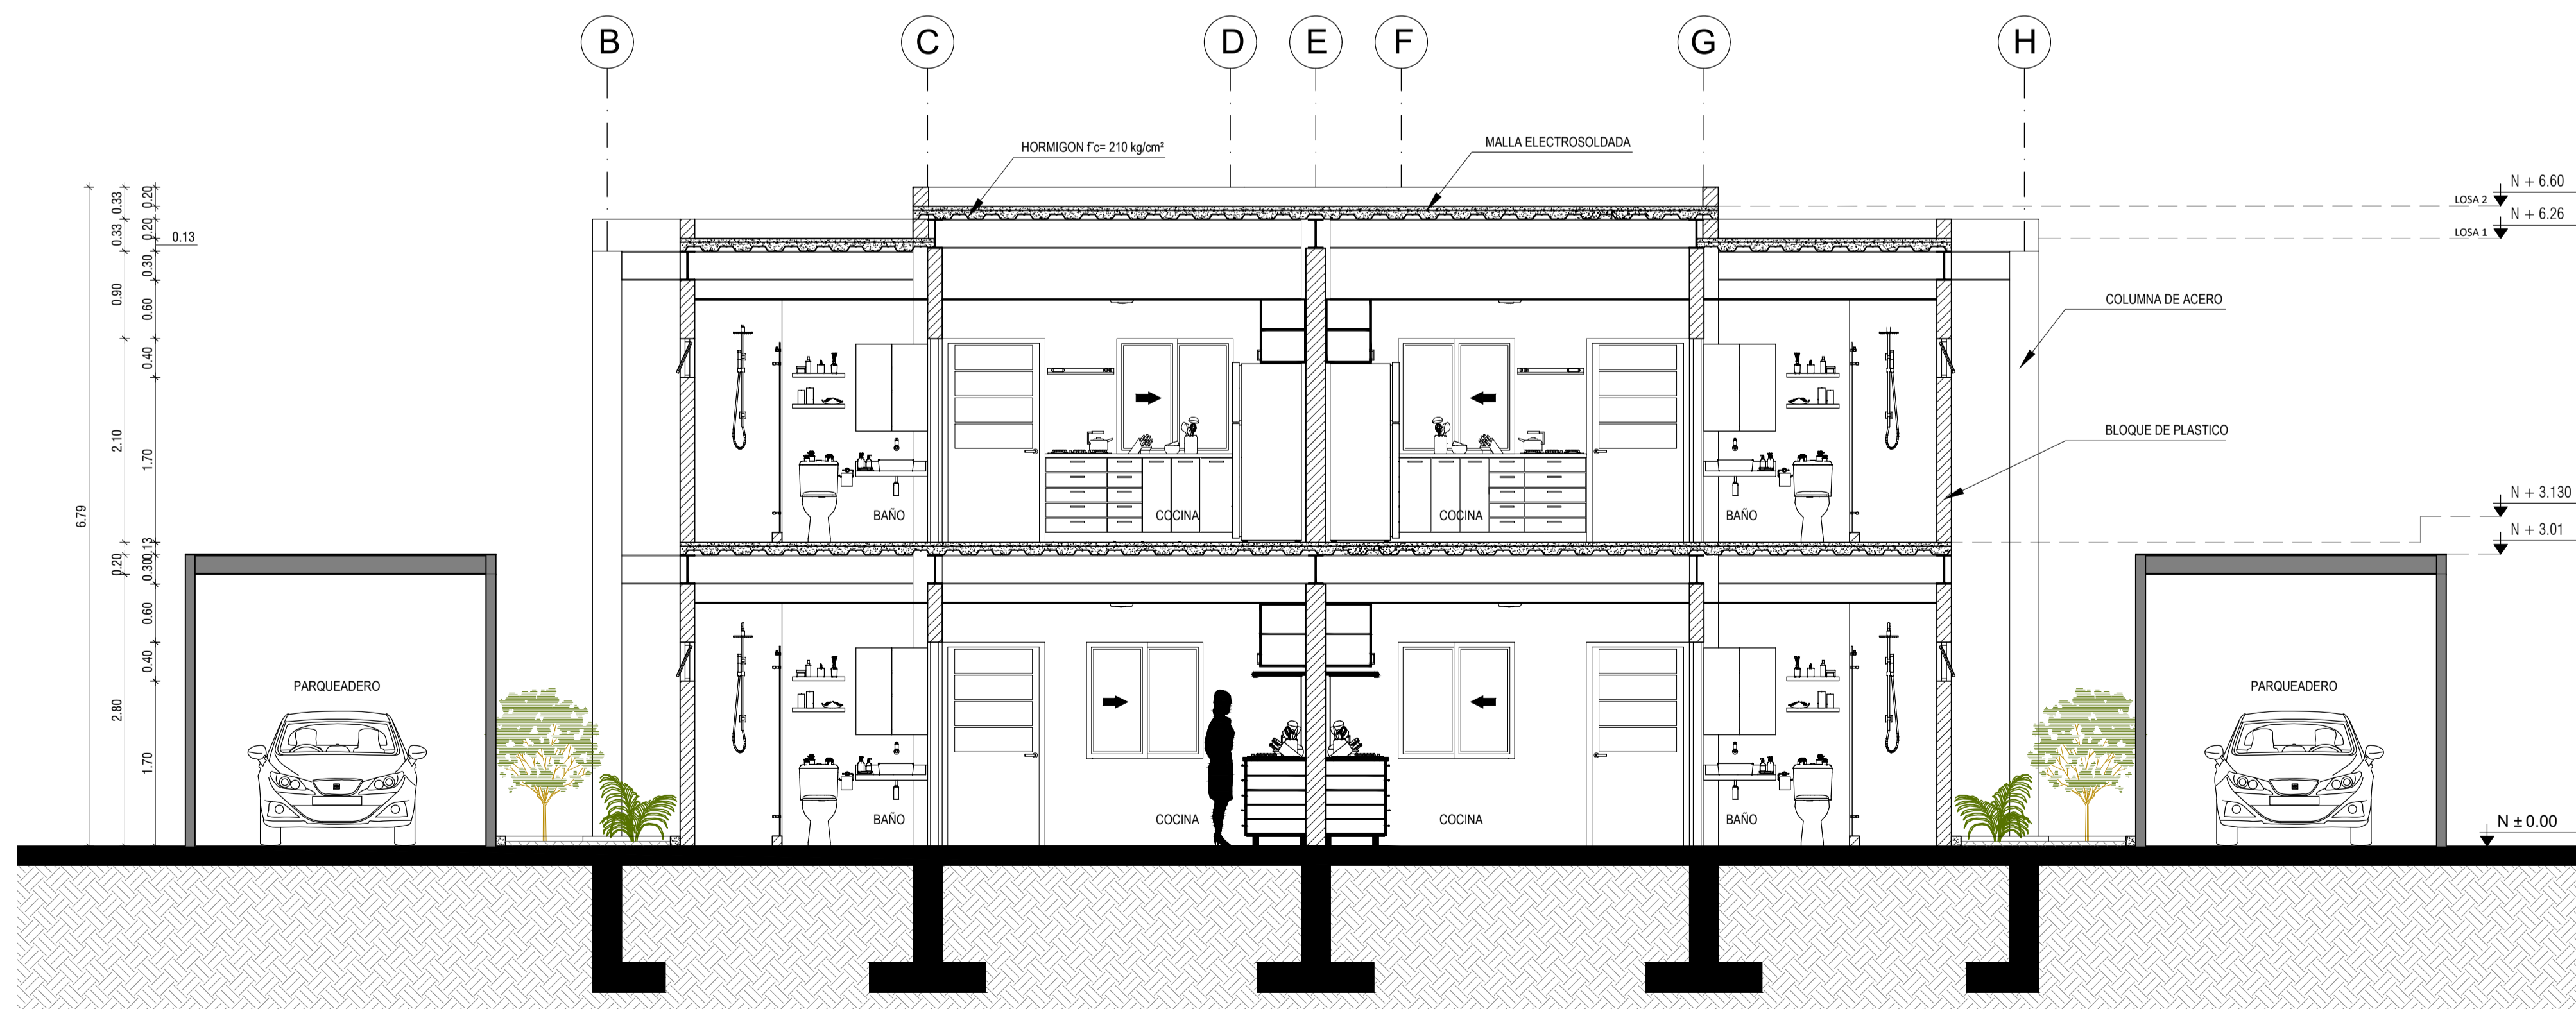 B C D E F G H
HORMIGON f´c= 210 kg/cm²
MALLA ELECTROSOLDADA
N + 6.60
LOSA 2
N + 6.26
LOSA 1
0.33
0.20
0.33
0.20
0.13
0.30
0.90
0.60
0.40
2.10
1.70
6.79
0.13
0.20
0.30
0.60
0.40
2.80
1.70
COLUMNA DE ACERO
BLOQUE DE PLASTICO
BAÑO COCINA COCINA BAÑO
N + 3.130
N + 3.01
PARQUEADERO PARQUEADERO
BAÑO COCINA COCINA BAÑO
N ± 0.00